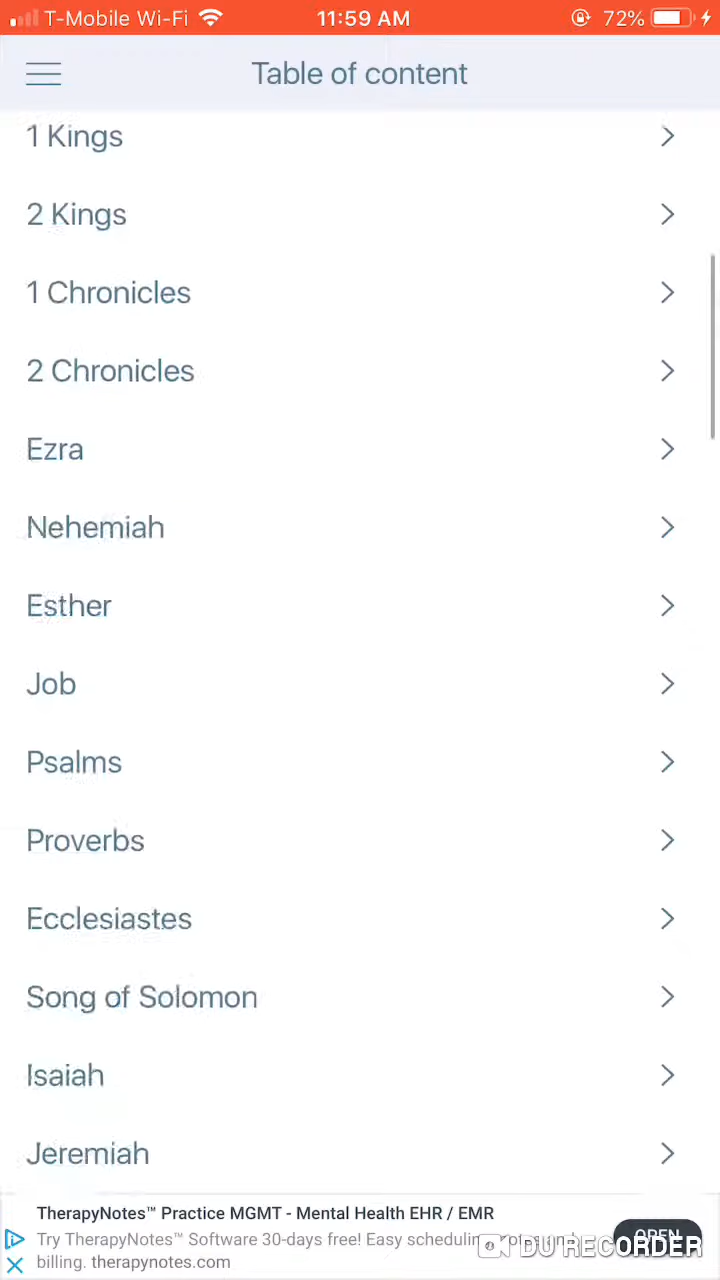 T-Mobile Wi-Fi 11:59 AM 72%
Table of content
1 Kings
2 Kings
1 Chronicles
2 Chronicles
Ezra
Nehemiah
Esther
Job
Psalms
Proverbs
Ecclesiastes
Song of Solomon
Isaiah
Jeremiah
TherapyNotes™ Practice MGMT - Mental Health EHR / EMR
Try TherapyNotes™ Software 30-days free! Easy scheduling
billing. therapynotes.com
OPEN
DU RECORDER